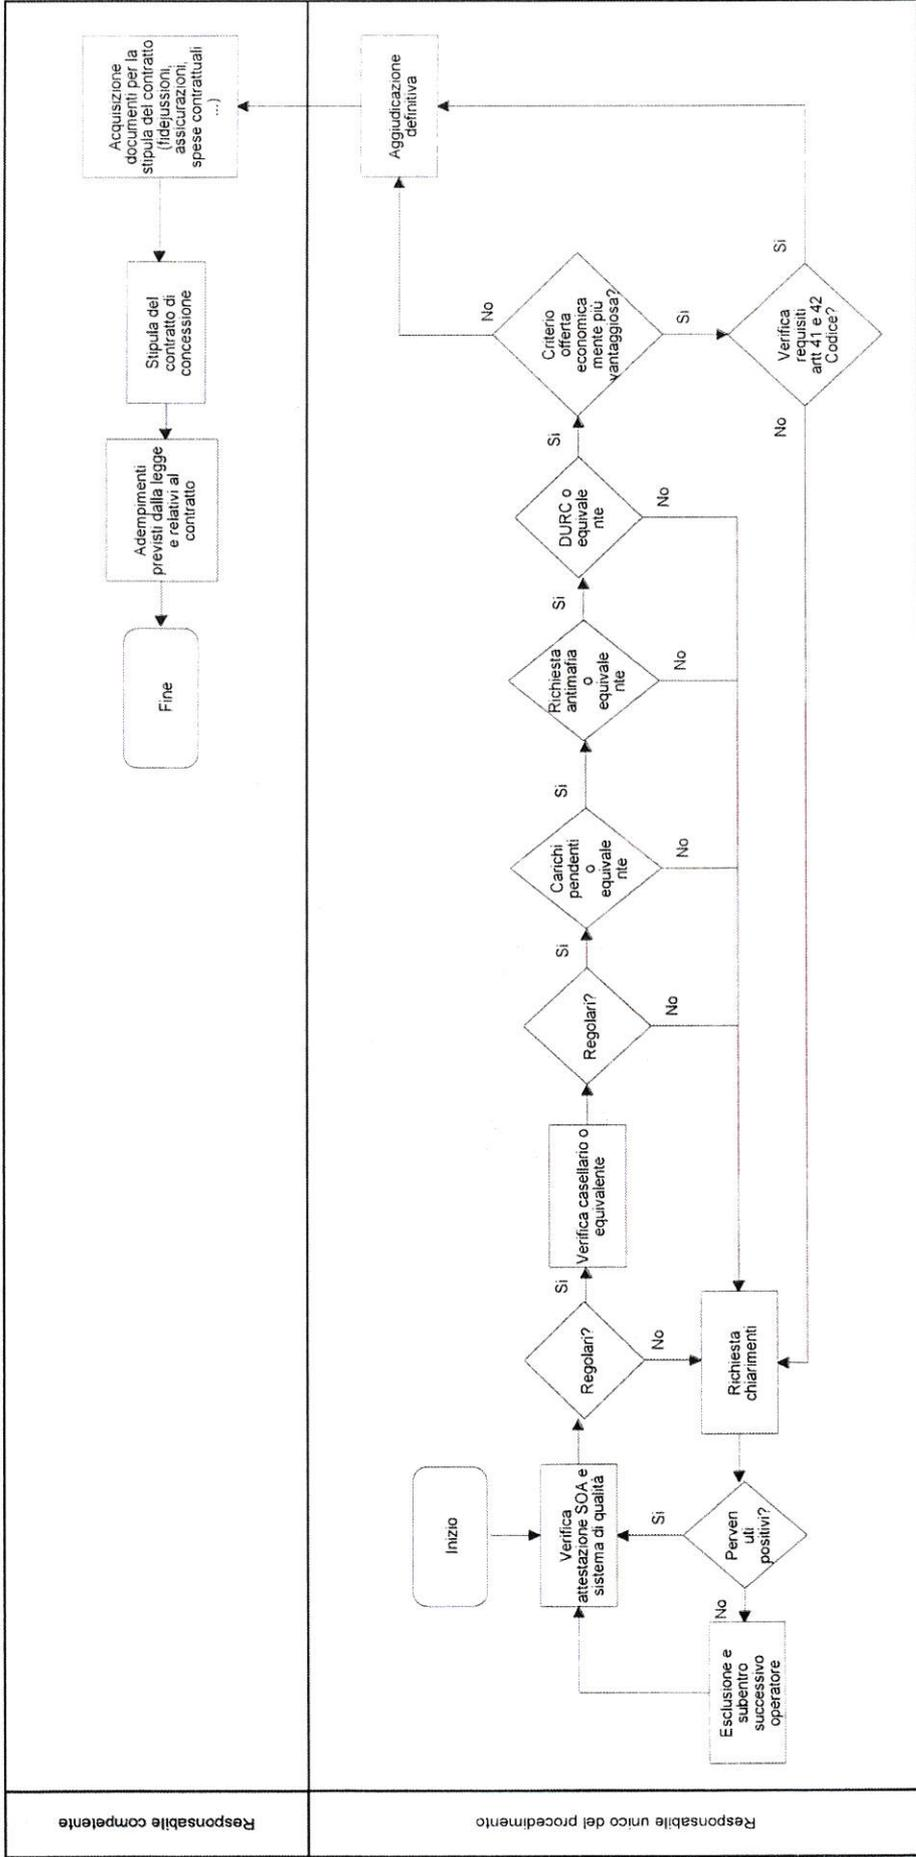 Responsabile competente
Acquisizione
documenti per la
stipula del contratto
(fidejussioni,
assicurazioni,
spese contrattuali
....)
Stipula del
contratto di
concessione
Adempimenti
previsti dalla legge
e relativi al
contratto
Fine
Responsabile unico del procedimento
Inizio
Verifica
attestazione SOA e
sistema di qualità
Regolari?
Si
No
Verifica casellario o
equivalente
Regolari?
Si
No
Carichi
pendenti
o
equivale
nte
Si
No
Richiesta
antimafia
o
equivale
nte
Si
No
DURC o
equivale
nte
Si
No
Criterio
offerta
economica
mente più
vantaggiosa?
No
Si
Aggiudicazione
definitiva
Verifica
requisiti
artt 41 e 42
Codice?
Si
No
Richiesta
chiarimenti
Perven
uti
positivi?
Si
No
Esclusione e
subentro
successivo
operatore